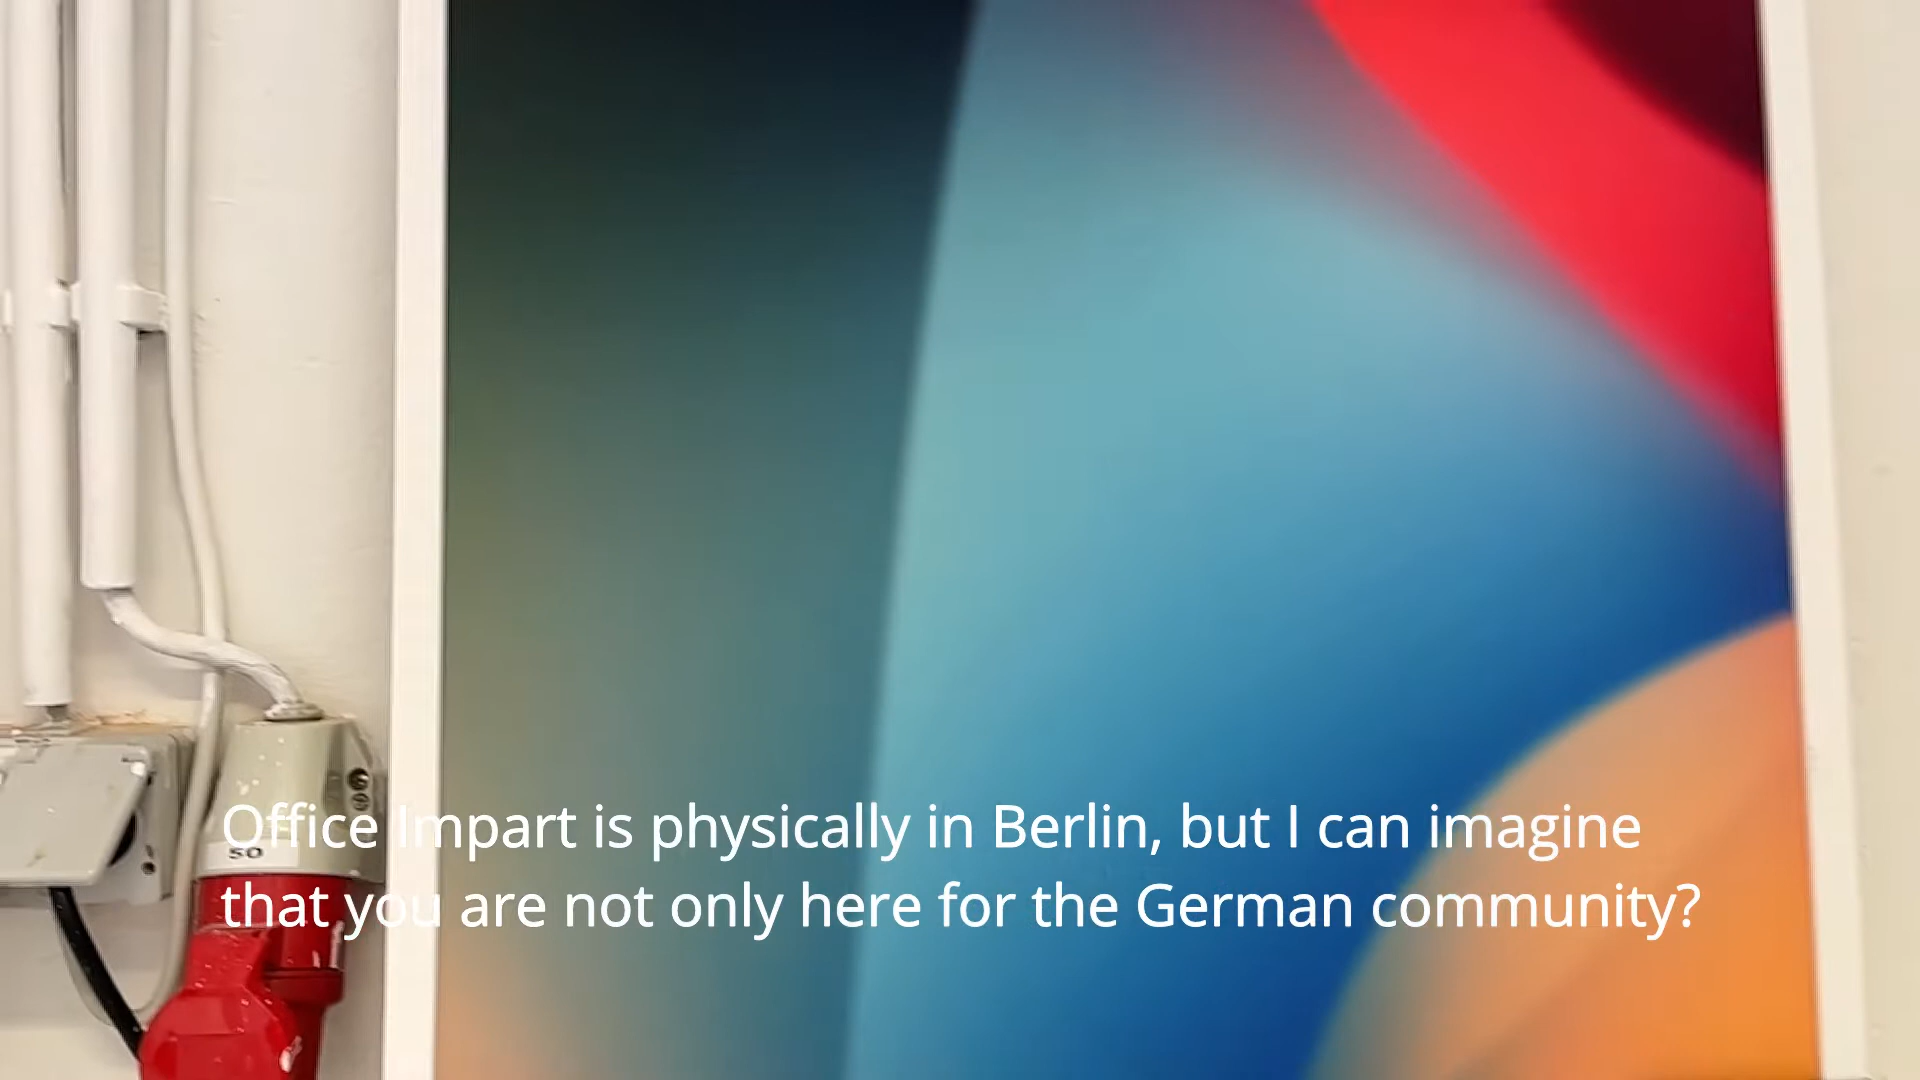 Office Impart is physically in Berlin, but I can imagine
that you are not only here for the German community?
SO